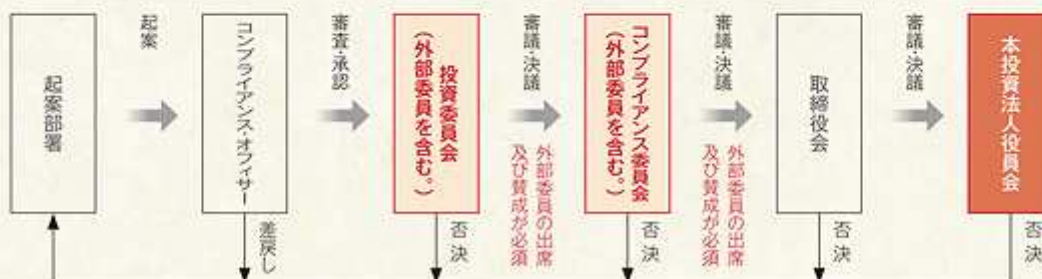 起案部署
起案
コンプライアンス・オフィサー
差戻し
審査・承認
投資委員会
（外部委員を含む。）
否決
審議・決議
外部委員の出席
及び賛成が必須
コンプライアンス委員会
（外部委員を含む。）
否決
審議・決議
外部委員の出席
及び賛成が必須
取締役会
否決
審議・決議
本投資法人役員会
否決